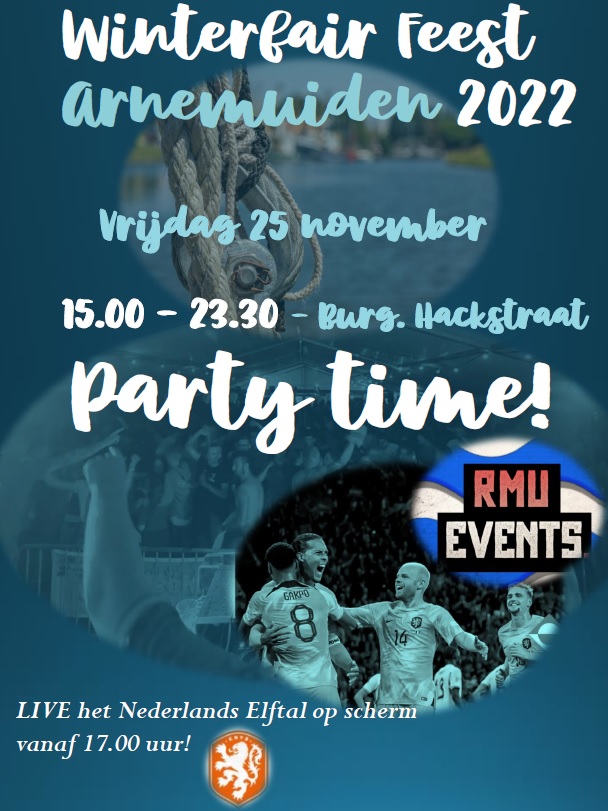 Winterfair Feest
Arnemuiden 2022
Vrijdag 25 november
15.00 - 23.30 - Burg. Hackstraat
Party time!
RMU
EVENTS
GAKPO
8
14
LIVE het Nederlands Elftal op scherm
vanaf 17.00 uur!